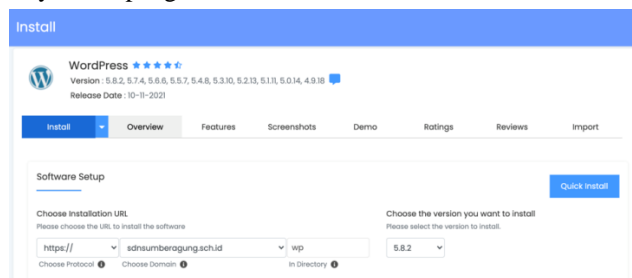 Install
WordPress
Version : 5.8.2, 5.7.4, 5.6.6, 5.5.7, 5.4.8, 5.3.10, 5.2.13, 5.1.11, 5.0.14, 4.9.18
Release Date : 10-11-2021
Install Overview Features Screenshots Demo Ratings Reviews Import
Software Setup
Quick Install
Choose Installation URL
Please choose the URL to install the software
https:// sdnsumberagung.sch.id wp
Choose Protocol Choose Domain In Directory
Choose the version you want to install
Please select the version to install.
5.8.2